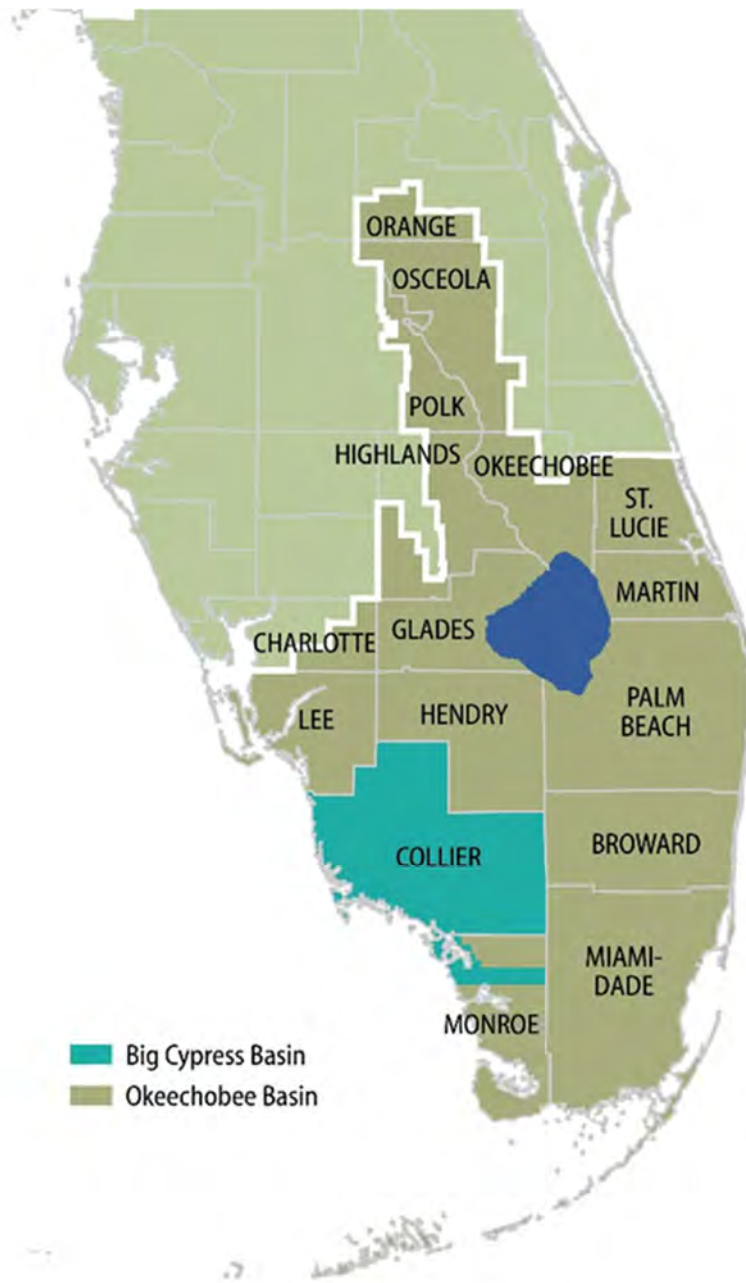 ORANGE
OSCEOLA
POLK
HIGHLANDS
OKEECHOBEE
ST.
LUCIE
MARTIN
CHARLOTTE
GLADES
LEE
HENDRY
PALM
BEACH
COLLIER
BROWARD
MIAMI-
DADE
MONROE
Big Cypress Basin
Okeechobee Basin